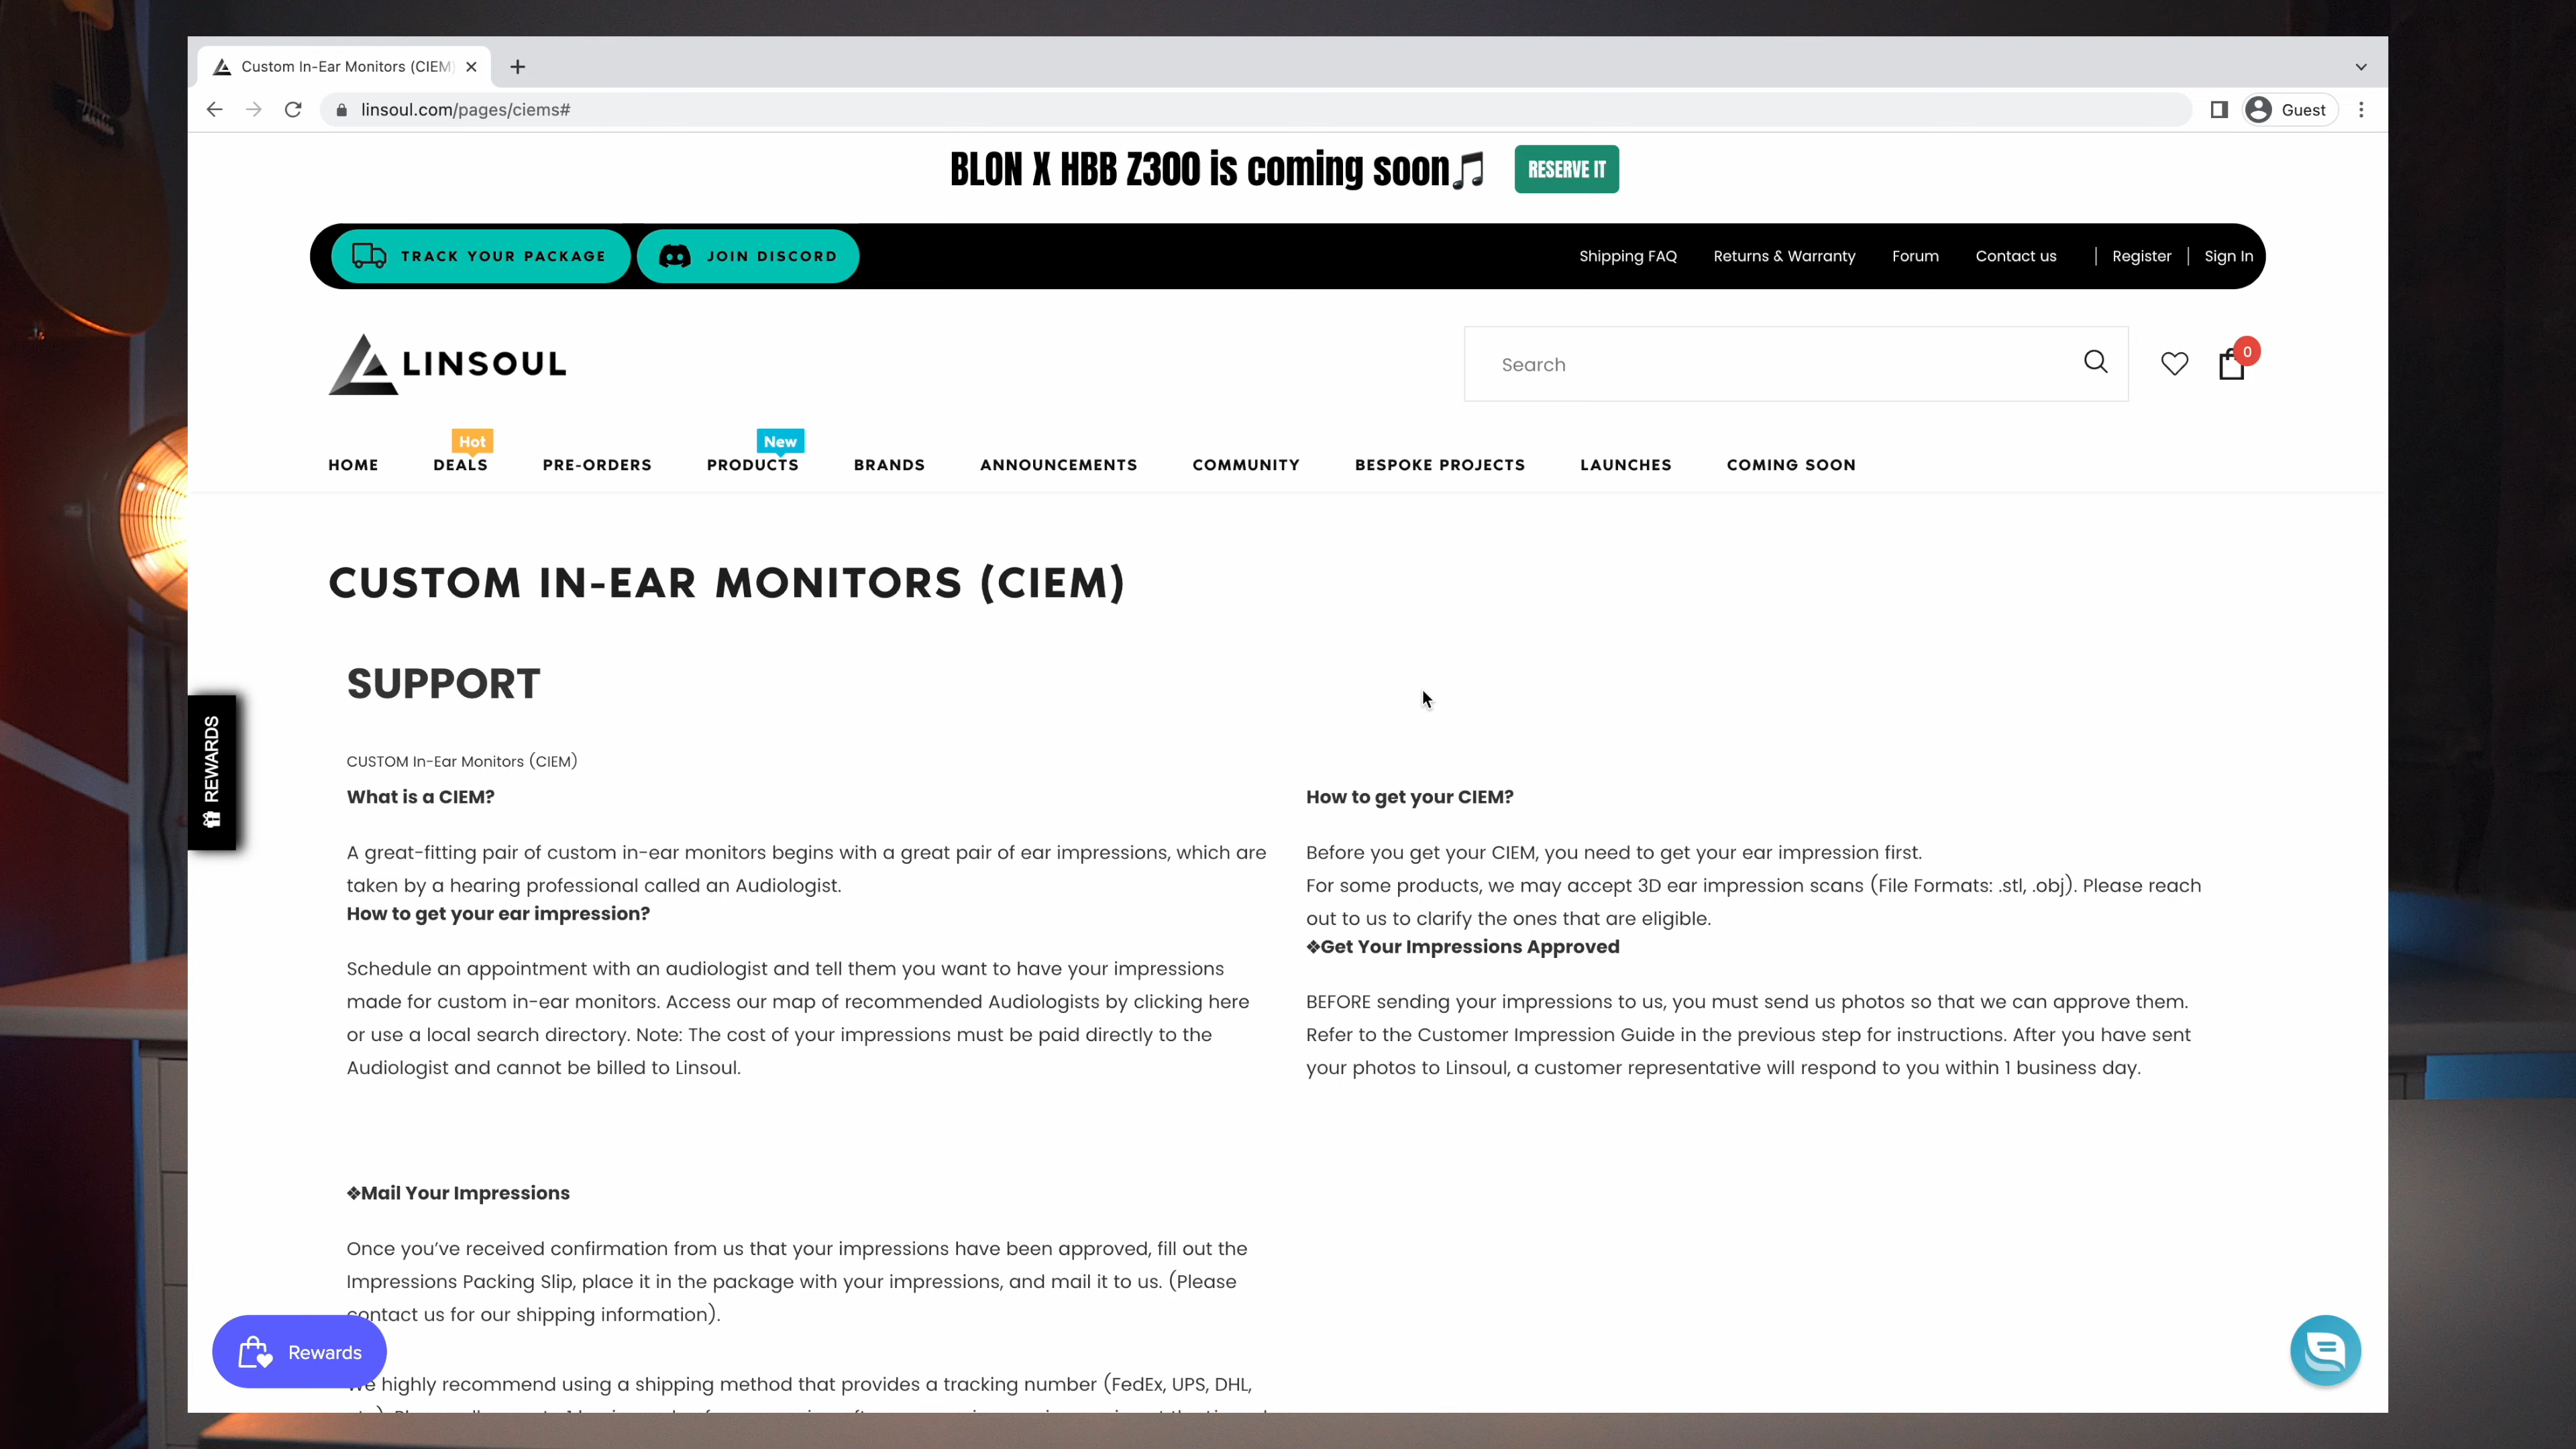 Custom In-Ear Monitors (CIEM)
linsoul.com/pages/ciems#
Guest
BLON X HBB Z300 is coming soon🎵
RESERVE IT
TRACK YOUR PACKAGE
JOIN DISCORD
Shipping FAQ
Returns & Warranty
Forum
Contact us
Register
Sign In
LINSOUL
Search
0
Hot
New
HOME
DEALS
PRE-ORDERS
PRODUCTS
BRANDS
ANNOUNCEMENTS
COMMUNITY
BESPOKE PROJECTS
LAUNCHES
COMING SOON
CUSTOM IN-EAR MONITORS (CIEM)
SUPPORT
REWARDS
CUSTOM In-Ear Monitors (CIEM)
What is a CIEM?
A great-fitting pair of custom in-ear monitors begins with a great pair of ear impressions, which are
taken by a hearing professional called an Audiologist.
How to get your ear impression?
Schedule an appointment with an audiologist and tell them you want to have your impressions
made for custom in-ear monitors. Access our map of recommended Audiologists by clicking here
or use a local search directory. Note: The cost of your impressions must be paid directly to the
Audiologist and cannot be billed to Linsoul.
How to get your CIEM?
Before you get your CIEM, you need to get your ear impression first.
For some products, we may accept 3D ear impression scans (File Formats: .stl, .obj). Please reach
out to us to clarify the ones that are eligible.
❖Get Your Impressions Approved
BEFORE sending your impressions to us, you must send us photos so that we can approve them.
Refer to the Customer Impression Guide in the previous step for instructions. After you have sent
your photos to Linsoul, a customer representative will respond to you within 1 business day.
❖Mail Your Impressions
Once you've received confirmation from us that your impressions have been approved, fill out the
Impressions Packing Slip, place it in the package with your impressions, and mail it to us. (Please
contact us for our shipping information).
Rewards
We highly recommend using a shipping method that provides a tracking number (FedEx, UPS, DHL,